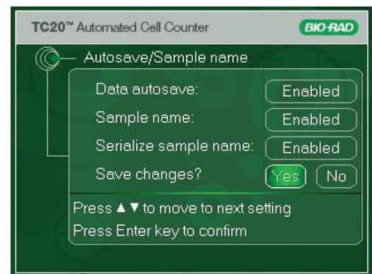 TC20™ Automated Cell Counter BIO-RAD
Autosave/Sample name
Data autosave: Enabled
Sample name: Enabled
Serialize sample name: Enabled
Save changes? Yes No
Press ▲▼ to move to next setting
Press Enter key to confirm